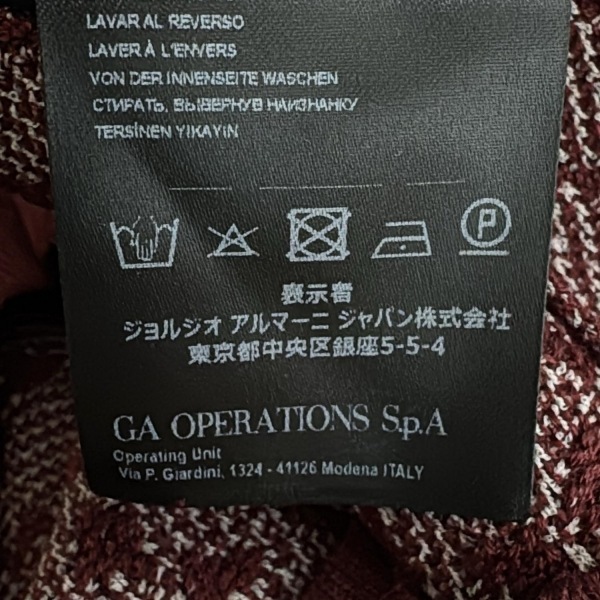 LAVAR AL REVERSO
LAVER À L'ENVERS
VON DER INNENSEITE WASCHEN
СТИРАТЬ, ВЫВЕРНУВ НАИЗНАНКУ
TERSİNEN YIKAYIN
P
表示者
ジョルジオ アルマーニ ジャパン株式会社
東京都中央区銀座5-5-4
GA OPERATIONS S.p.A
Operating Unit
Via P. Giardini, 1324 - 41126 Modena ITALY